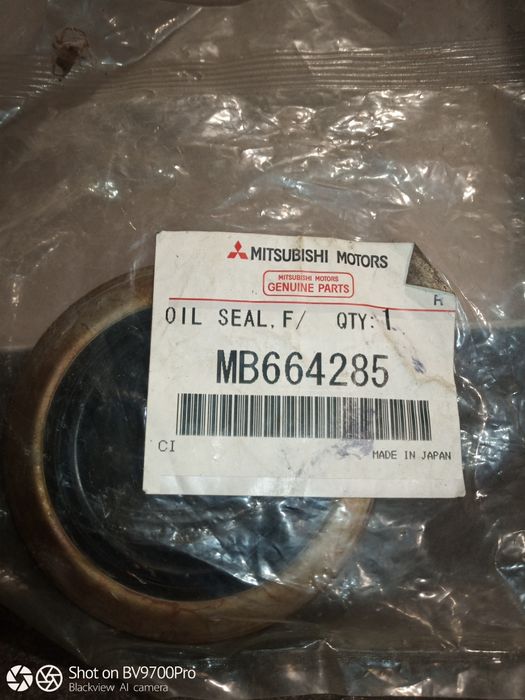 MITSUBISHI MOTORS
MITSUBISHI MOTORS
GENUINE PARTS
R
OIL SEAL,F/ QTY:1
MB664285
CI
MADE IN JAPAN
Shot on BV9700Pro
Blackview AI camera